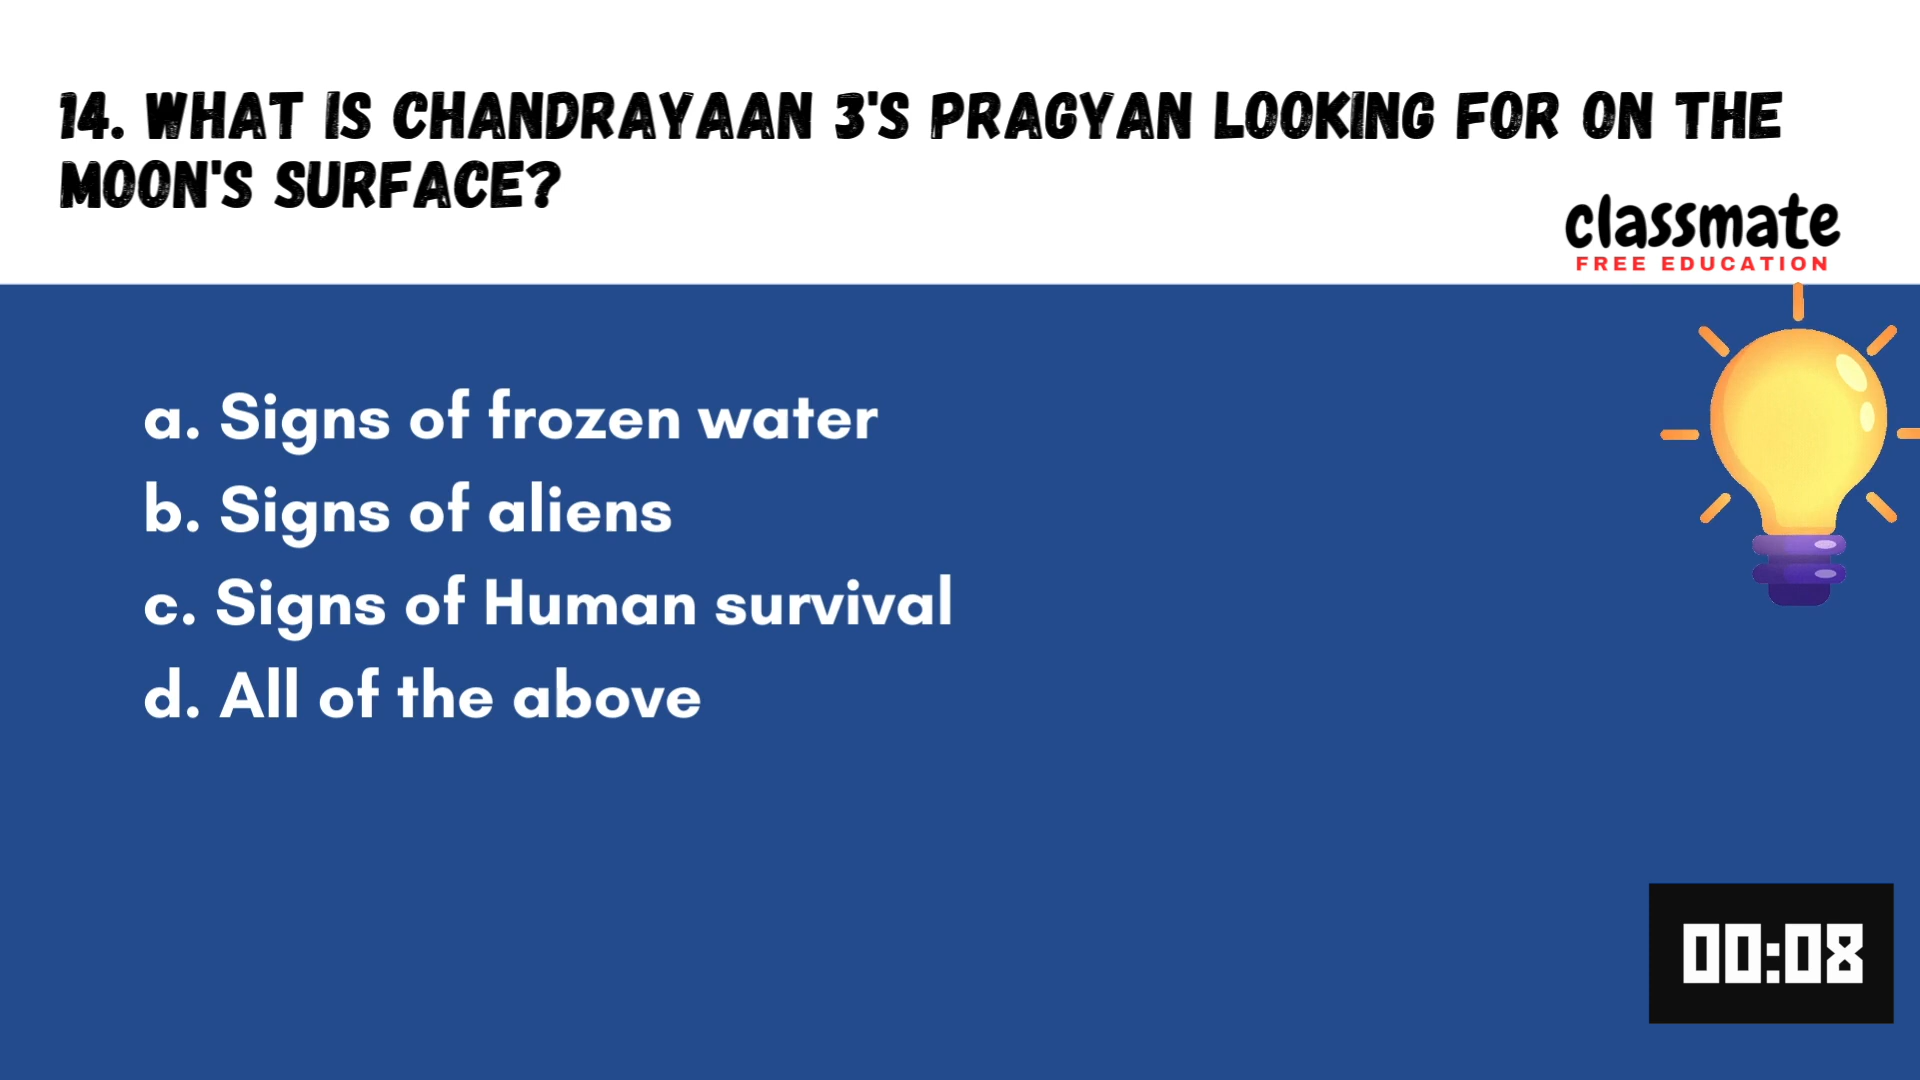 14. WHAT IS CHANDRAYAAN 3'S PRAGYAN LOOKING FOR ON THE
MOON'S SURFACE?
classmate
FREE EDUCATION
a. Signs of frozen water
b. Signs of aliens
c. Signs of Human survival
d. All of the above
00:08